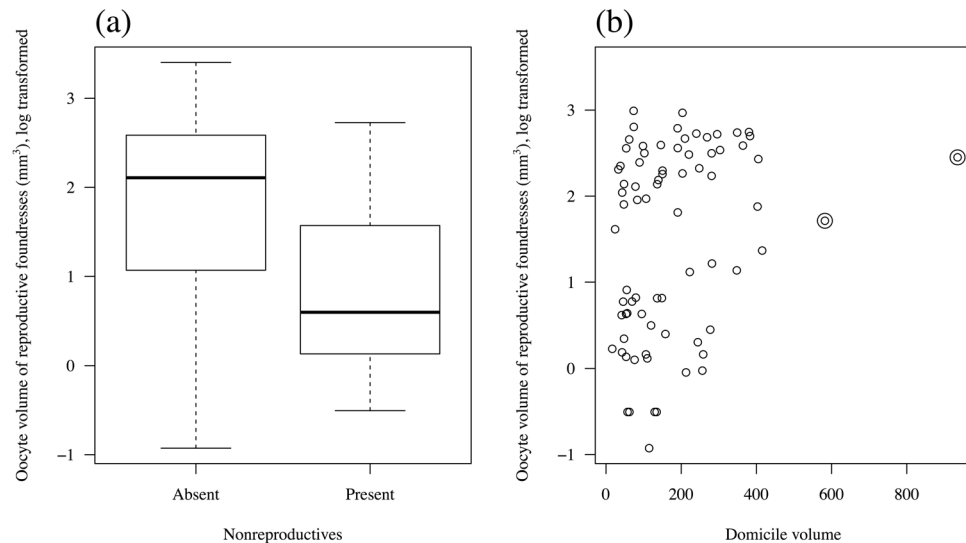 (a)
Oocyte volume of reproductive foundresses (mm³), log transformed
3
2
1
0
−1
Absent Present
Nonreproductives
(b)
Oocyte volume of reproductive foundresses (mm³), log transformed
3
2
1
0
−1
0 200 400 600 800
Domicile volume